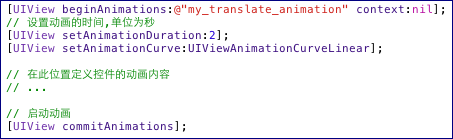 [UIView beginAnimations:@"my_translate_animation" context:nil];
// 设置动画的时间,单位为秒
[UIView setAnimationDuration:2];
[UIView setAnimationCurve:UIViewAnimationCurveLinear];
// 在此位置定义控件的动画内容
// ...
// 启动动画
[UIView commitAnimations];